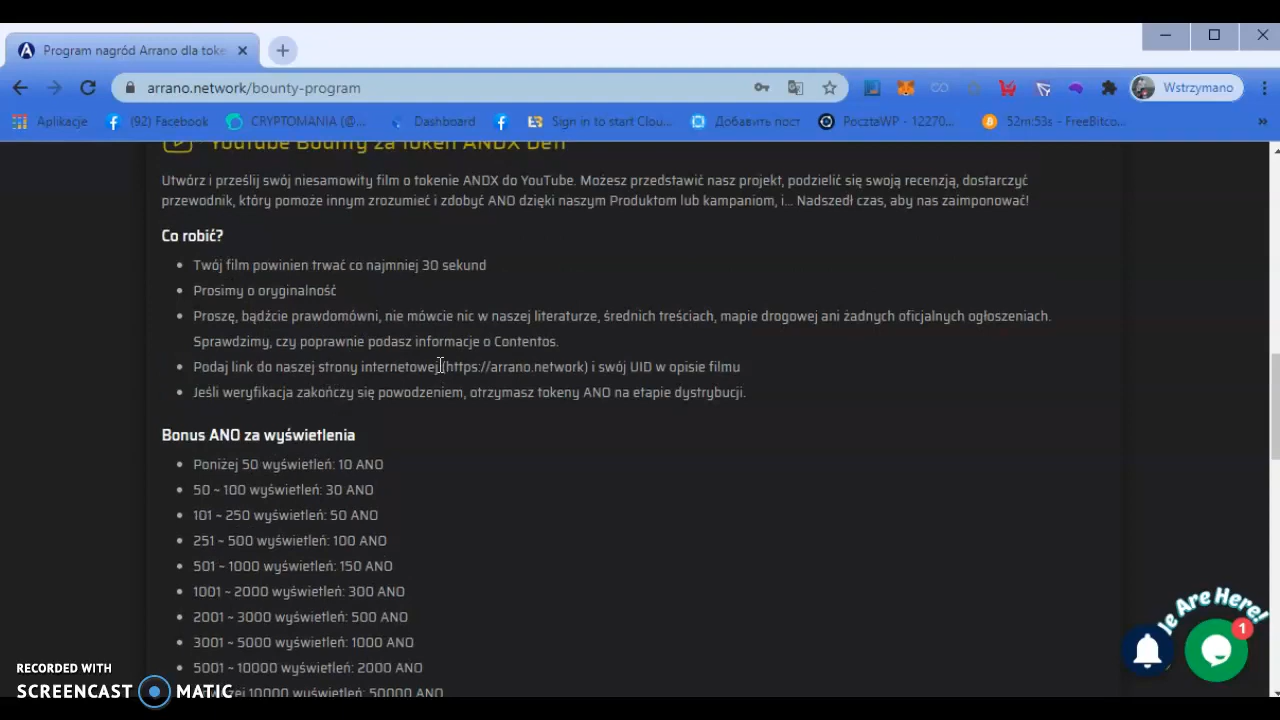 Program nagród Arrano dla toke
arrano.network/bounty-program
Wstrzymano
Aplikacje
(92) Facebook
CRYPTOMANIA (@...
Dashboard
Sign in to start Clou...
Добавить пост
PocztaWP - 12270...
52m:53s - FreeBitco...
YouTube Bounty za token ANDX Defi
Utwórz i prześlij swój niesamowity film o tokenie ANDX do YouTube. Możesz przedstawić nasz projekt, podzielić się swoją recenzją, dostarczyć
przewodnik, który pomoże innym zrozumieć i zdobyć ANO dzięki naszym Produktom lub kampaniom, i... Nadszedł czas, aby nas zaimponować!
Co robić?
Twój film powinien trwać co najmniej 30 sekund
Prosimy o oryginalność
Proszę, bądźcie prawdomówni, nie mówcie nic w naszej literaturze, średnich treściach, mapie drogowej ani żadnych oficjalnych ogłoszeniach.
Sprawdzimy, czy poprawnie podasz informacje o Contentos.
Podaj link do naszej strony internetowej (https://arrano.network) i swój UID w opisie filmu
Jeśli weryfikacja zakończy się powodzeniem, otrzymasz tokeny ANO na etapie dystrybucji.
Bonus ANO za wyświetlenia
Poniżej 50 wyświetleń: 10 ANO
50 ~ 100 wyświetleń: 30 ANO
101 ~ 250 wyświetleń: 50 ANO
251 ~ 500 wyświetleń: 100 ANO
501 ~ 1000 wyświetleń: 150 ANO
1001 ~ 2000 wyświetleń: 300 ANO
2001 ~ 3000 wyświetleń: 500 ANO
3001 ~ 5000 wyświetleń: 1000 ANO
5001 ~ 10000 wyświetleń: 2000 ANO
10000 wyświetleń: 50000 ANO
Are Here!
1
RECORDED WITH
SCREENCAST MATIC